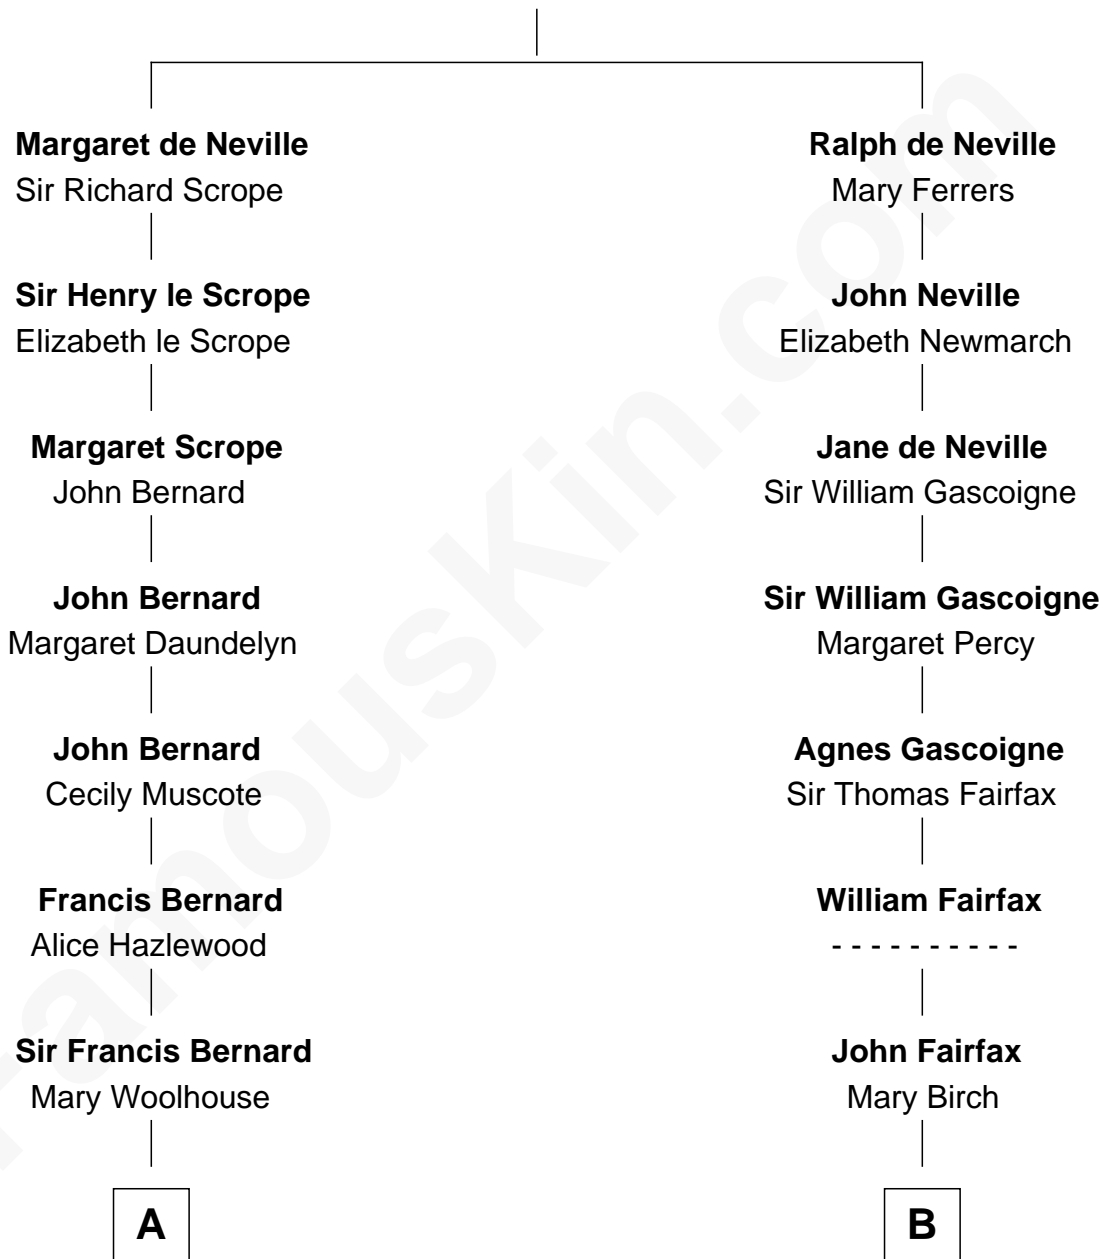 Margaret de Neville
Sir Richard Scrope
Sir Henry le Scrope
Elizabeth le Scrope
Margaret Scrope
John Bernard
John Bernard
Margaret Daundelyn
John Bernard
Cecily Muscote
Francis Bernard
Alice Hazlewood
Sir Francis Bernard
Mary Woolhouse
A
Ralph de Neville
Mary Ferrers
John Neville
Elizabeth Newmarch
Jane de Neville
Sir William Gascoigne
Sir William Gascoigne
Margaret Percy
Agnes Gascoigne
Sir Thomas Fairfax
William Fairfax
- - - - - - - - - -
John Fairfax
Mary Birch
B
FamousKin.com